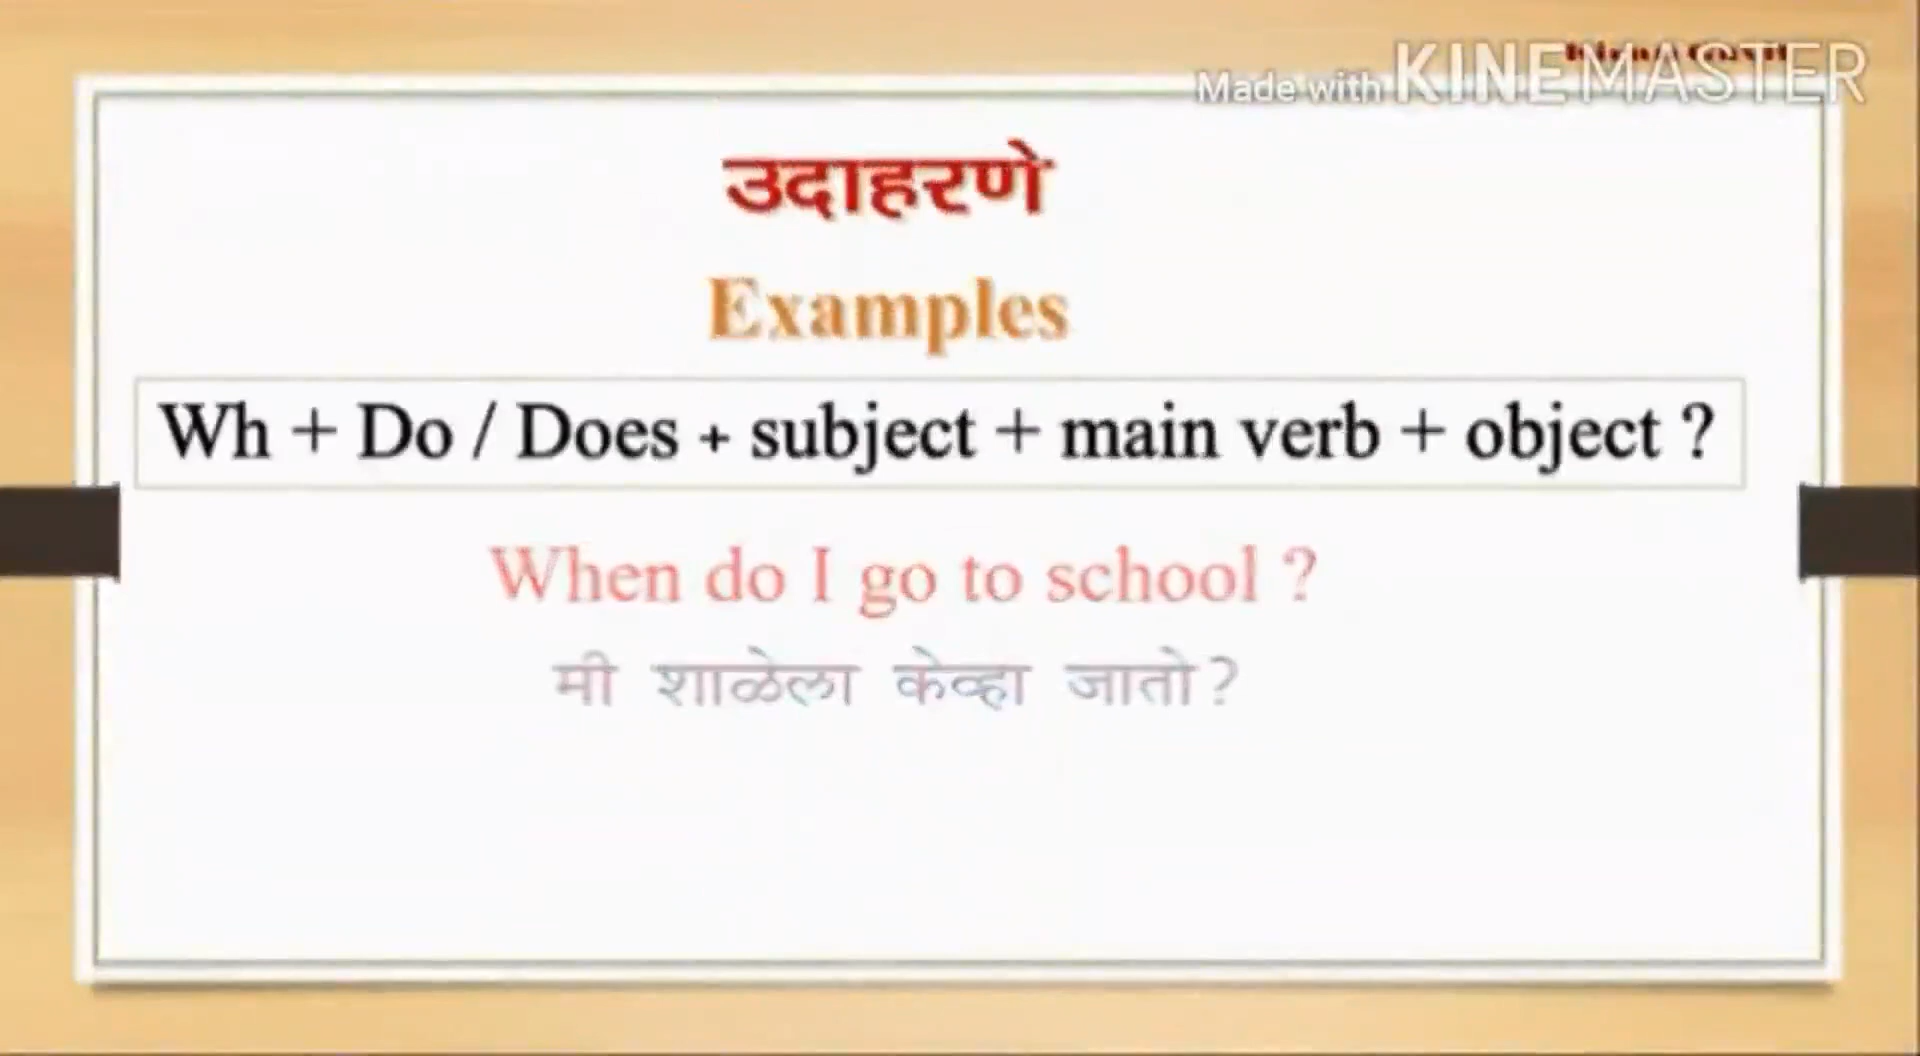 Made with KINEMASTER
उदाहरणे
Examples
Wh + Do / Does + subject + main verb + object ?
When do I go to school ?
मी शाळेला केव्हा जातो?